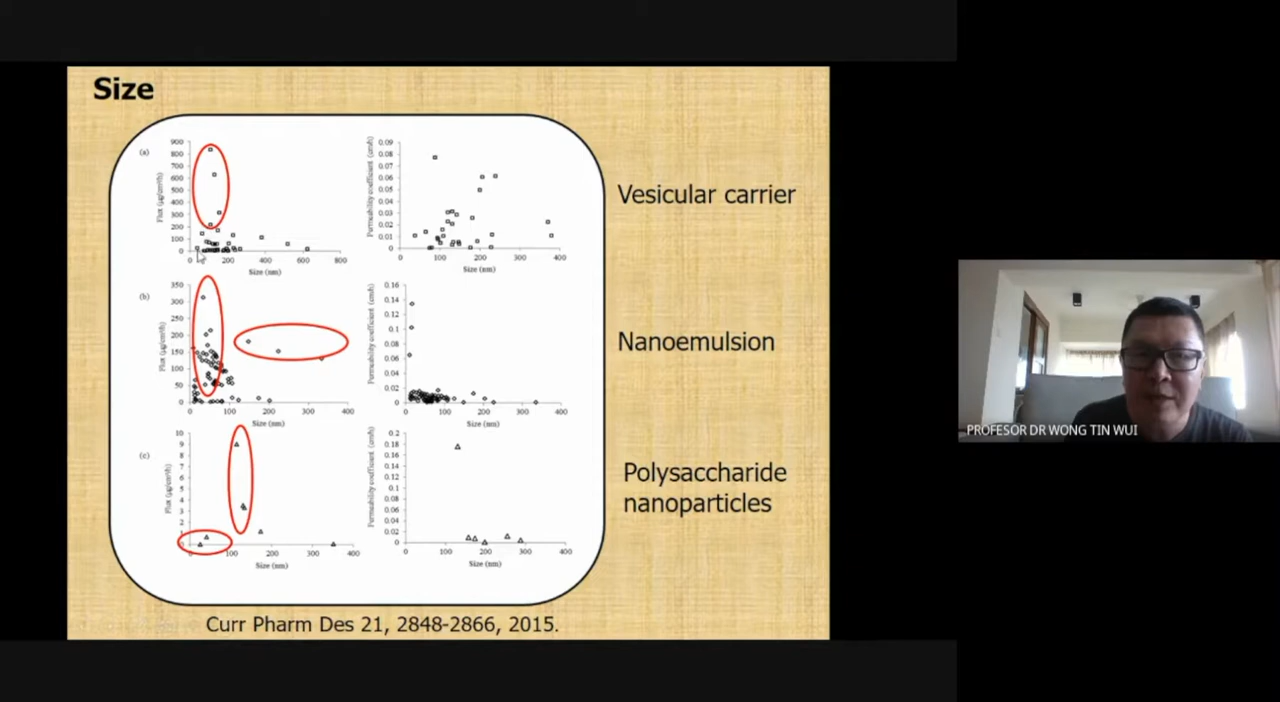 Size
(a)
900
800
700
600
500
400
300
200
100
0
Flux (µg/cm²/h)
0 200 400 600 800
Size (nm)
0.09
0.08
0.07
0.06
0.05
0.04
0.03
0.02
0.01
0
Permeability coefficient (cm/h)
0 100 200 300 400
Size (nm)
Vesicular carrier
(b)
350
300
250
200
150
100
50
0
Flux (µg/cm²/h)
0 100 200 300 400
Size (nm)
0.16
0.14
0.12
0.1
0.08
0.06
0.04
0.02
0
Permeability coefficient (cm/h)
0 100 200 300 400
Size (nm)
Nanoemulsion
(c)
10
9
8
7
6
5
4
3
2
1
Flux (µg/cm²/h)
0 100 200 300 400
Size (nm)
0.2
0.18
0.16
0.14
0.12
0.1
0.08
0.06
0.04
0.02
0
Permeability coefficient (cm/h)
0 100 200 300 400
Size (nm)
Polysaccharide
nanoparticles
Curr Pharm Des 21, 2848-2866, 2015.
PROFESOR DR WONG TIN WUI